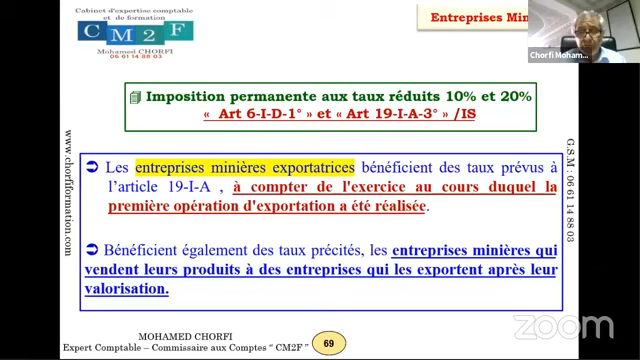 Cabinet d'expertise comptable
et de formation
CM2F
Mohamed CHORFI
06 61 14 88 03
Entreprises Min
Chorfi Moham...
Imposition permanente aux taux réduits 10% et 20%
« Art 6-I-D-1° » et « Art 19-I-A-3° » /IS
www.chorfiformation.com
Les entreprises minières exportatrices bénéficient des taux prévus à
l'article 19-I-A , à compter de l'exercice au cours duquel la
première opération d'exportation a été réalisée.
Bénéficient également des taux précités, les entreprises minières qui
vendent leurs produits à des entreprises qui les exportent après leur
valorisation.
G.S.M : 06 61 14 88 03
MOHAMED CHORFI
Expert Comptable – Commissaire aux Comptes " CM2F "
69
zoom